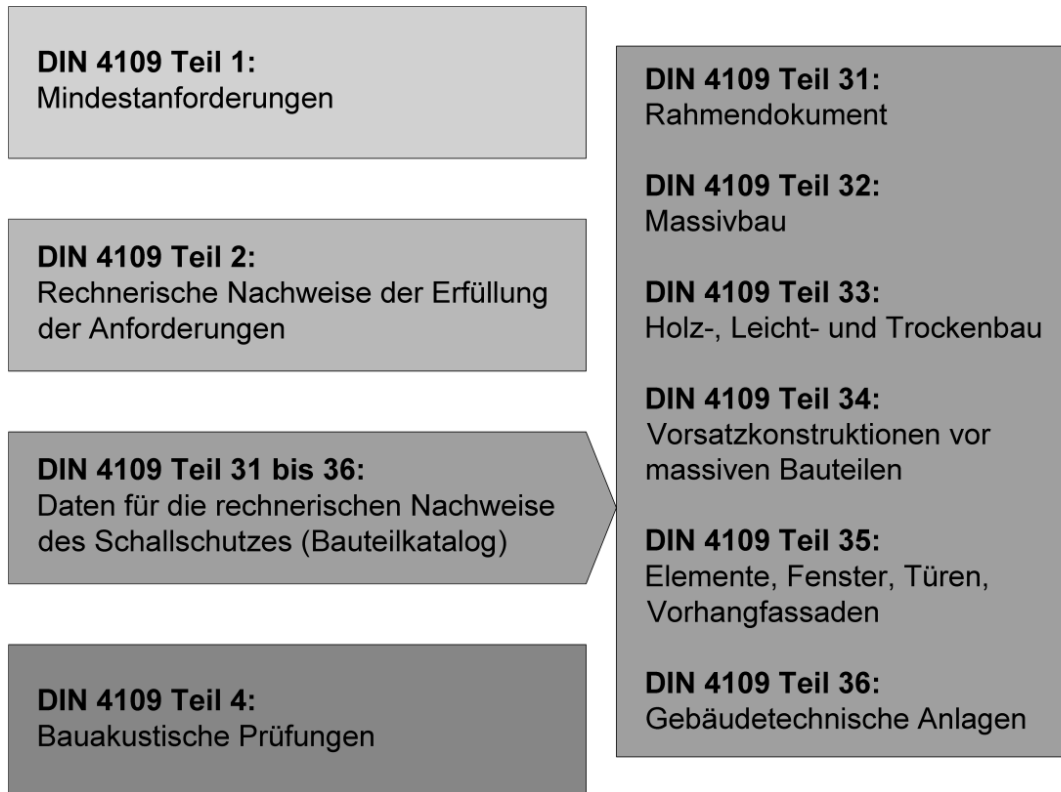 DIN 4109 Teil 1:
Mindestanforderungen
DIN 4109 Teil 2:
Rechnerische Nachweise der Erfüllung
der Anforderungen
DIN 4109 Teil 31 bis 36:
Daten für die rechnerischen Nachweise
des Schallschutzes (Bauteilkatalog)
DIN 4109 Teil 4:
Bauakustische Prüfungen
DIN 4109 Teil 31:
Rahmendokument
DIN 4109 Teil 32:
Massivbau
DIN 4109 Teil 33:
Holz-, Leicht- und Trockenbau
DIN 4109 Teil 34:
Vorsatzkonstruktionen vor
massiven Bauteilen
DIN 4109 Teil 35:
Elemente, Fenster, Türen,
Vorhangfassaden
DIN 4109 Teil 36:
Gebäudetechnische Anlagen